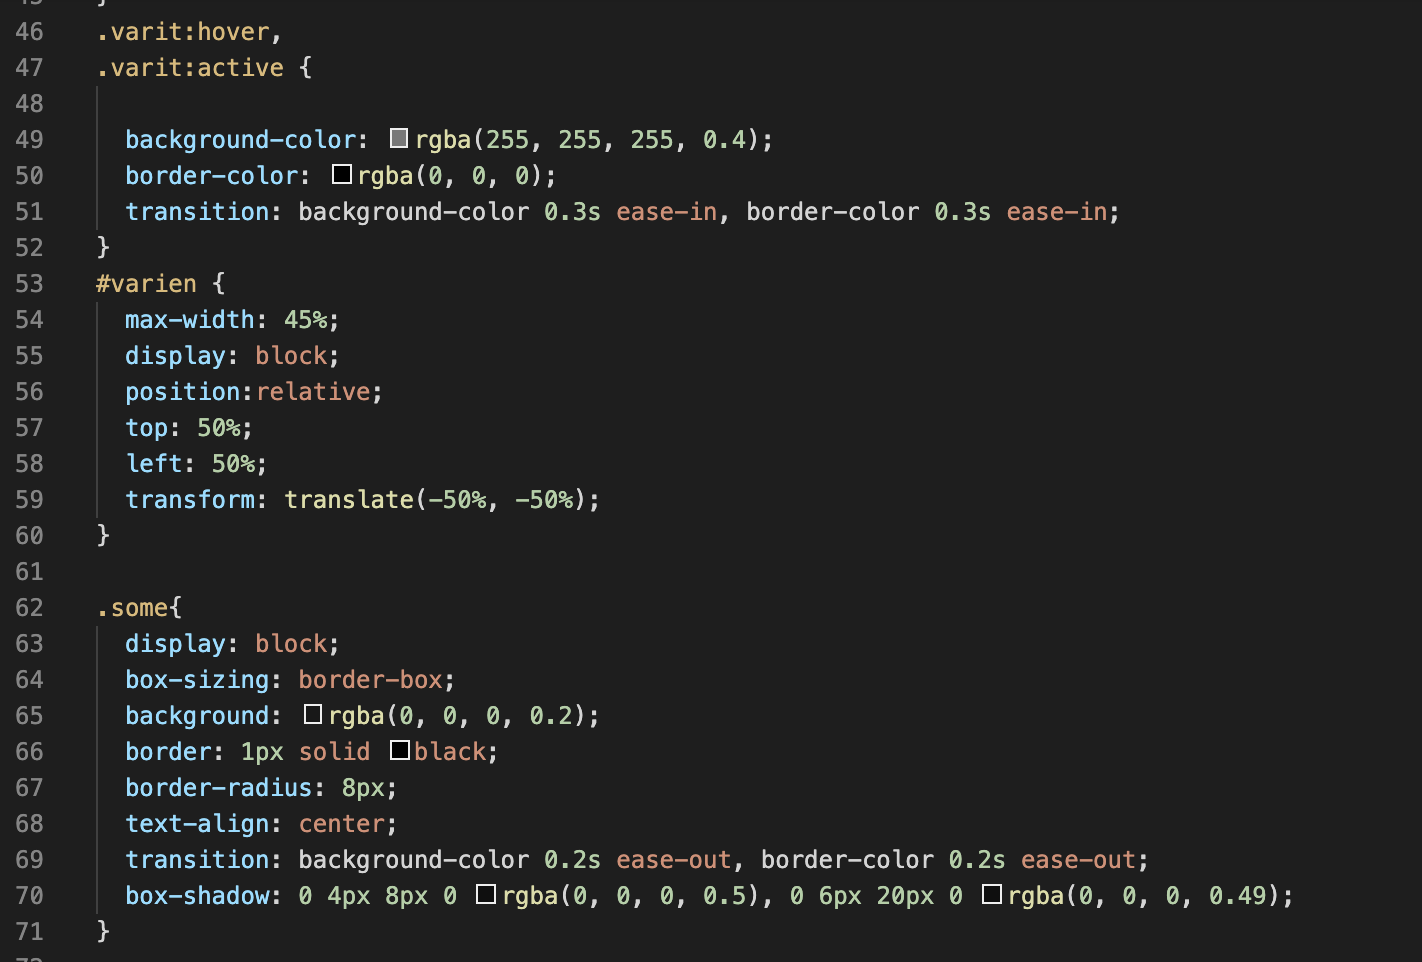 46 .varit:hover,
47 .varit:active {
48
49 background-color: rgba(255, 255, 255, 0.4);
50 border-color: rgba(0, 0, 0);
51 transition: background-color 0.3s ease-in, border-color 0.3s ease-in;
52 }
53 #varien {
54 max-width: 45%;
55 display: block;
56 position:relative;
57 top: 50%;
58 left: 50%;
59 transform: translate(-50%, -50%);
60 }
61
62 .some{
63 display: block;
64 box-sizing: border-box;
65 background: rgba(0, 0, 0, 0.2);
66 border: 1px solid black;
67 border-radius: 8px;
68 text-align: center;
69 transition: background-color 0.2s ease-out, border-color 0.2s ease-out;
70 box-shadow: 0 4px 8px 0 rgba(0, 0, 0, 0.5), 0 6px 20px 0 rgba(0, 0, 0, 0.49);
71 }